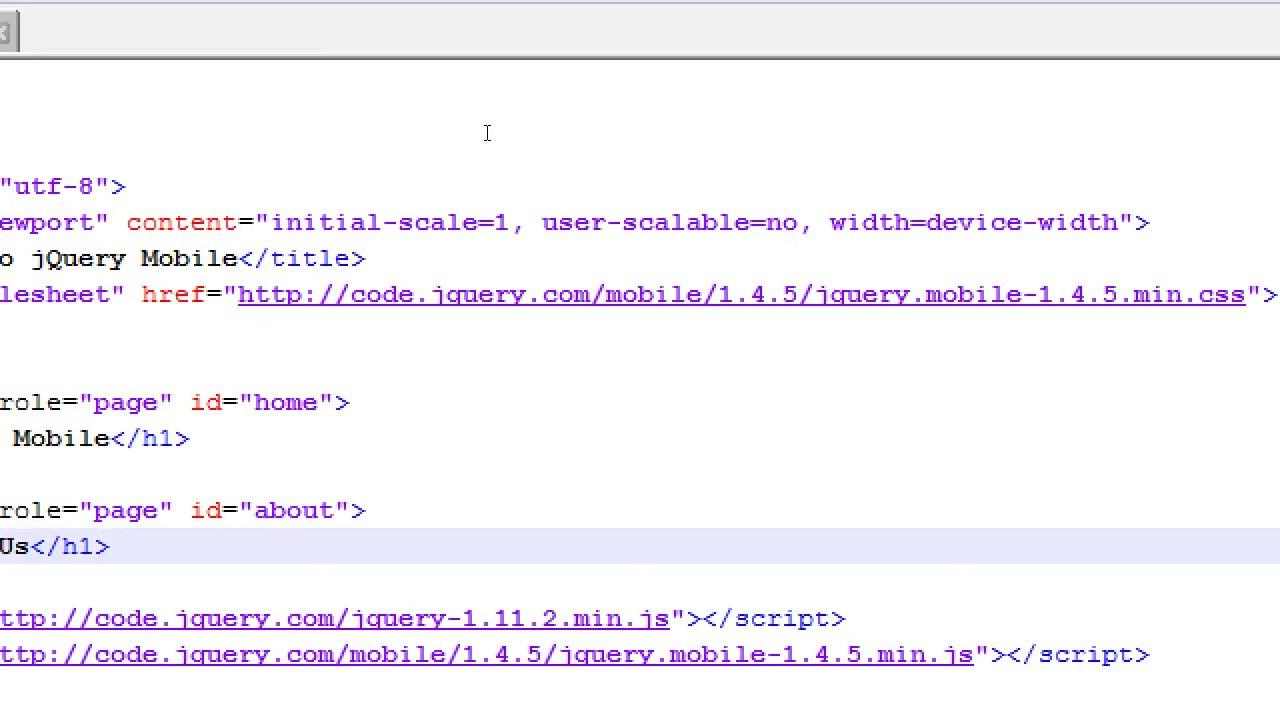 "utf-8">
ewport" content="initial-scale=1, user-scalable=no, width=device-width">
o jQuery Mobile</title>
lesheet" href="http://code.jquery.com/mobile/1.4.5/jquery.mobile-1.4.5.min.css">
role="page" id="home">
Mobile</h1>
role="page" id="about">
Us</h1>
ttp://code.jquery.com/jquery-1.11.2.min.js"></script>
ttp://code.jquery.com/mobile/1.4.5/jquery.mobile-1.4.5.min.js"></script>